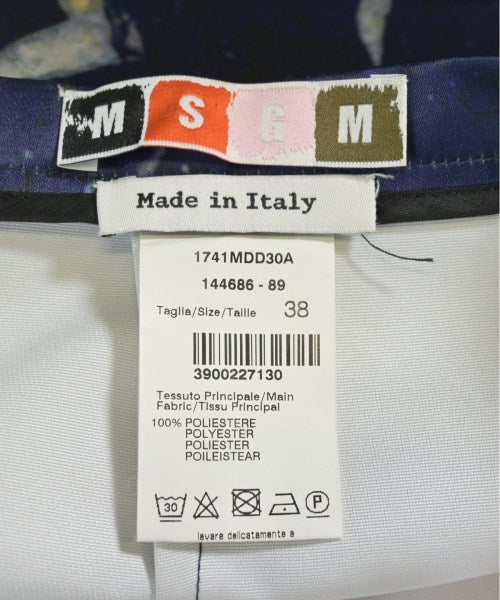 M S G M
Made in Italy
1741MDD30A
144686 - 89
Taglia/Size/Taille 38
3900227130
Tessuto Principale/Main
Fabric/Tissu Principal
100% POLIESTERE
POLYESTER
POLIESTER
POILEISTEAR
30 P
lavare delicatamente a